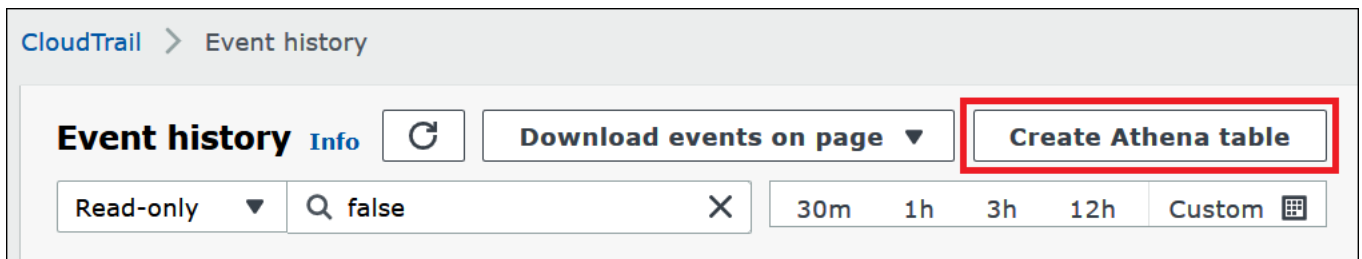 CloudTrail > Event history
Event history Info Download events on page ▼ Create Athena table
Read-only ▼ false 30m 1h 3h 12h Custom